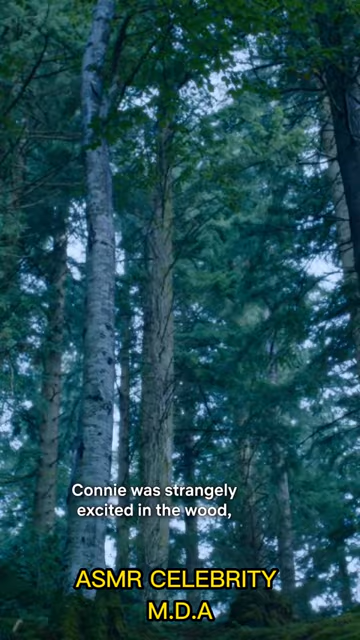 Connie was strangely
excited in the wood,
ASMR CELEBRITY
M.D.A